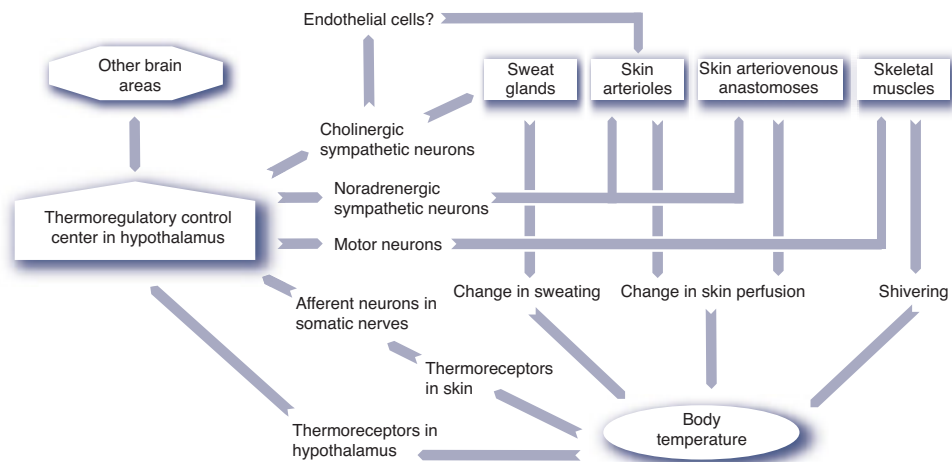 Endothelial cells?
Other brain
areas
Sweat
glands
Skin
arterioles
Skin arteriovenous
anastomoses
Skeletal
muscles
Cholinergic
sympathetic neurons
Noradrenergic
sympathetic neurons
Thermoregulatory control
center in hypothalamus
Motor neurons
Change in sweating
Change in skin perfusion
Shivering
Afferent neurons in
somatic nerves
Thermoreceptors
in skin
Thermoreceptors in
hypothalamus
Body
temperature